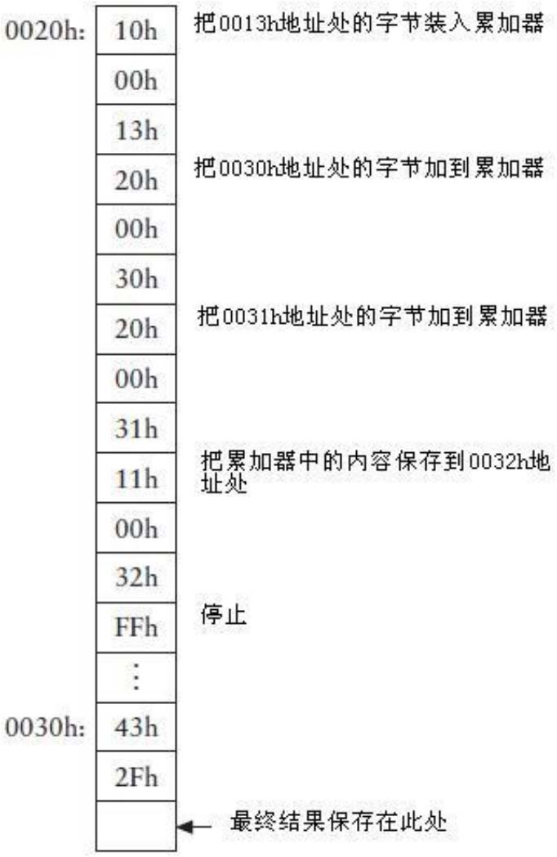 0020h: 10h 把0013h地址处的字节装入累加器
00h
13h
20h 把0030h地址处的字节加到累加器
00h
30h
20h 把0031h地址处的字节加到累加器
00h
31h
11h 把累加器中的内容保存到0032h地
址处
00h
32h
FFh 停止
⋮
0030h: 43h
2Fh
最终结果保存在此处